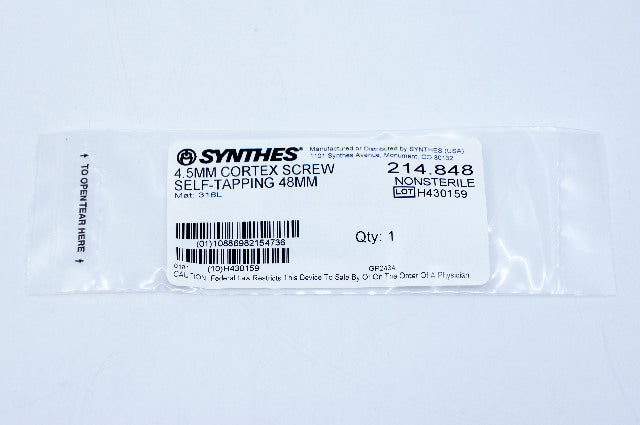 ↑ TO OPEN TEAR HERE ↑
SYNTHES®
Manufactured or Distributed by SYNTHES (USA)
1101 Synthes Avenue, Monument, CO 80132
4.5MM CORTEX SCREW
SELF-TAPPING 48MM
Mat: 316L
214.848
NONSTERILE
LOT H430159
(01)10886982154736
Qty: 1
(10)H430159
GP2434
CAUTION: Federal Law Restricts This Device To Sale By Or On The Order Of A Physician